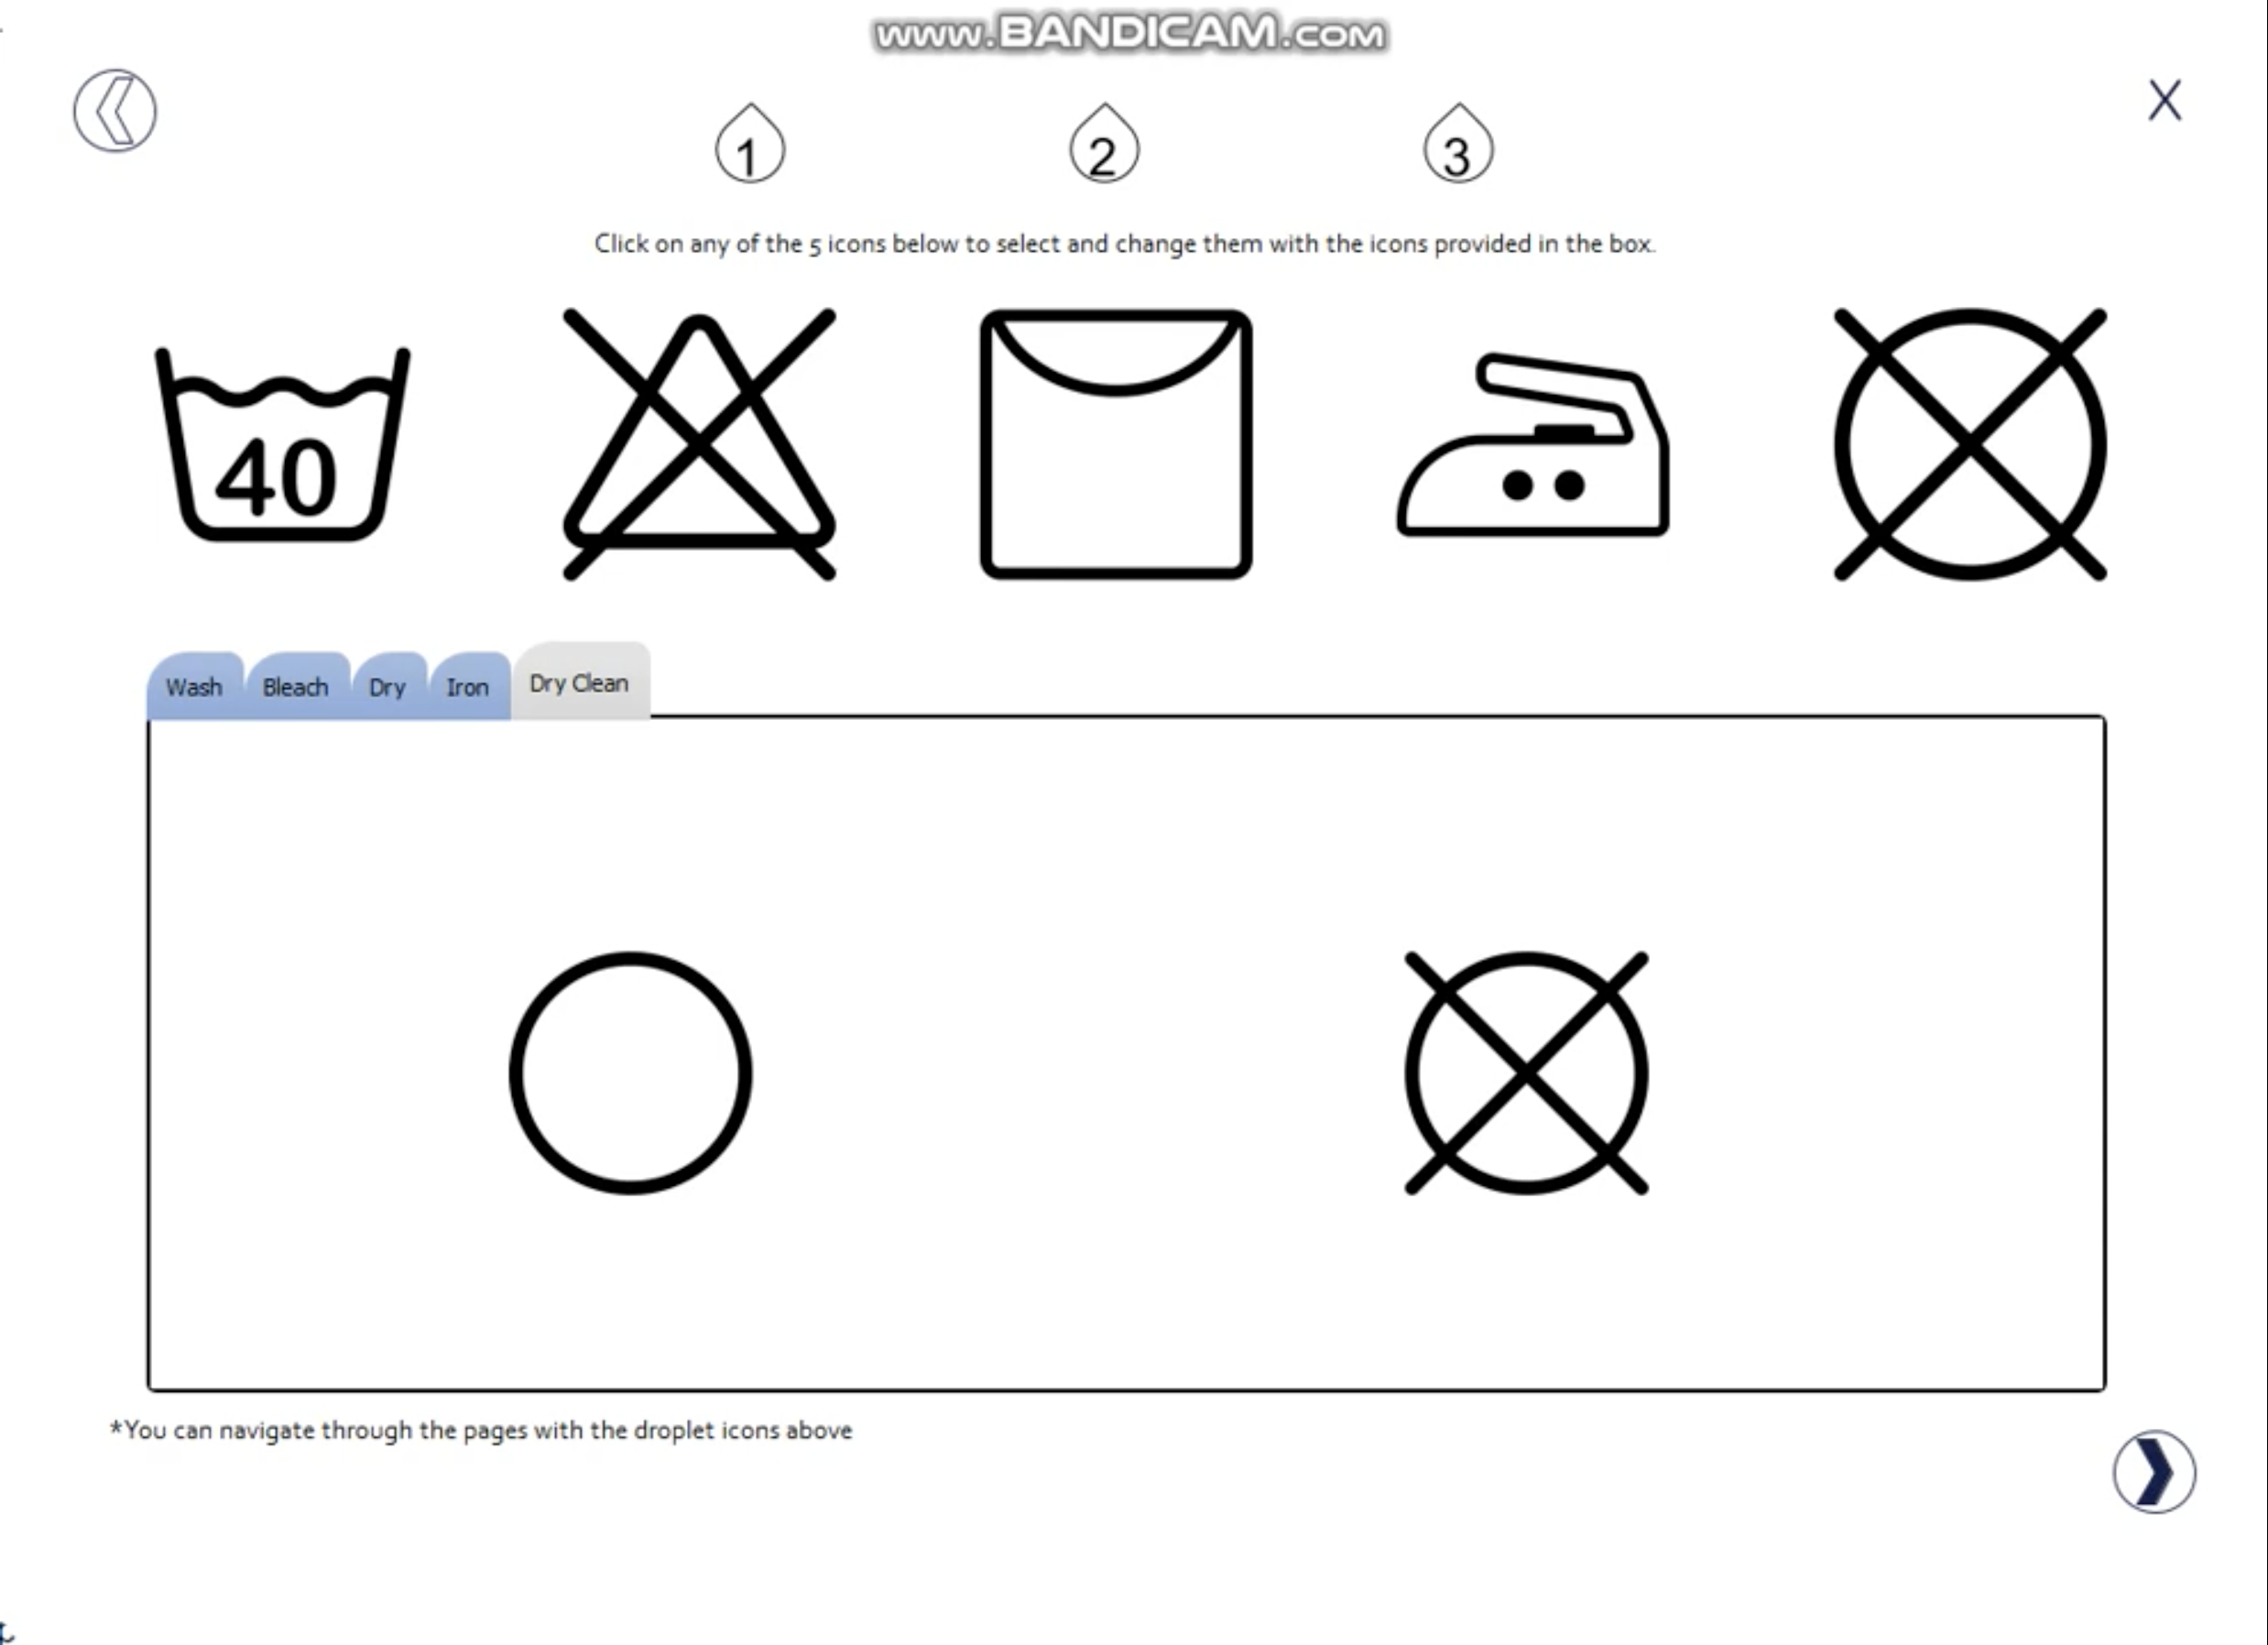 www.BANDICAM.com
X
1 2 3
Click on any of the 5 icons below to select and change them with the icons provided in the box.
40
Wash Bleach Dry Iron Dry Clean
*You can navigate through the pages with the droplet icons above